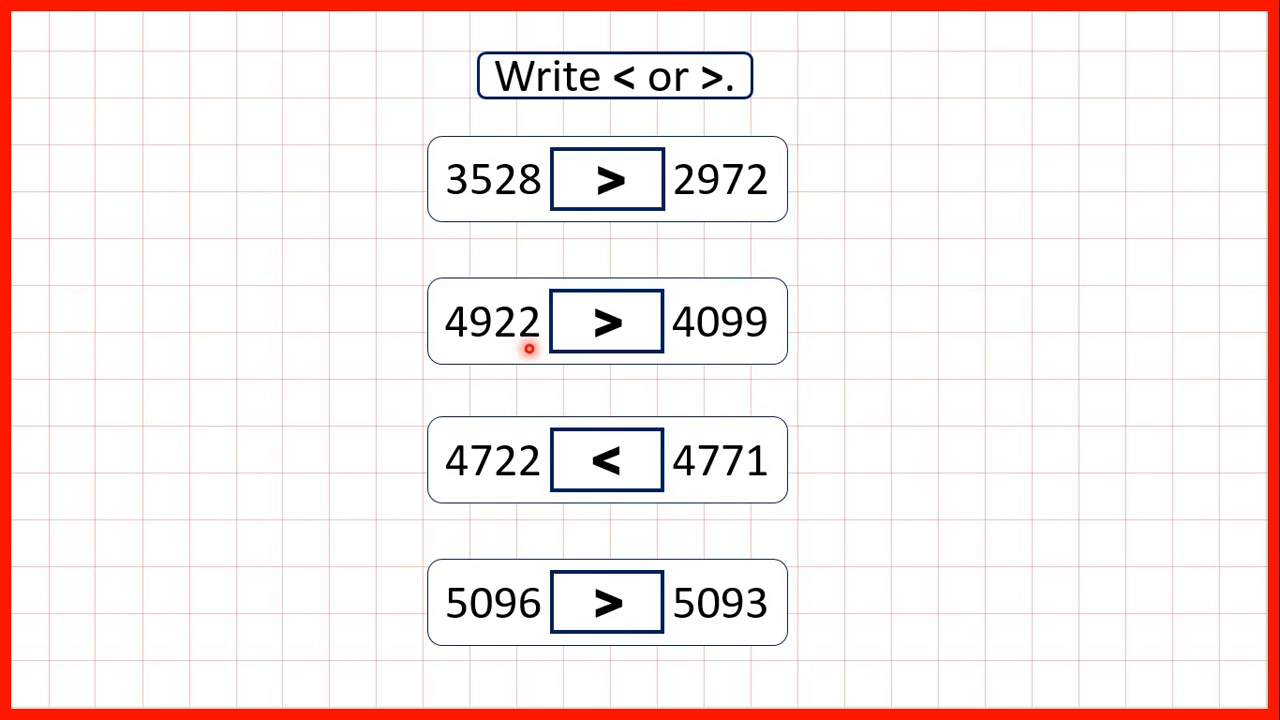 Write < or >.
3528 > 2972
4922 > 4099
4722 < 4771
5096 > 5093